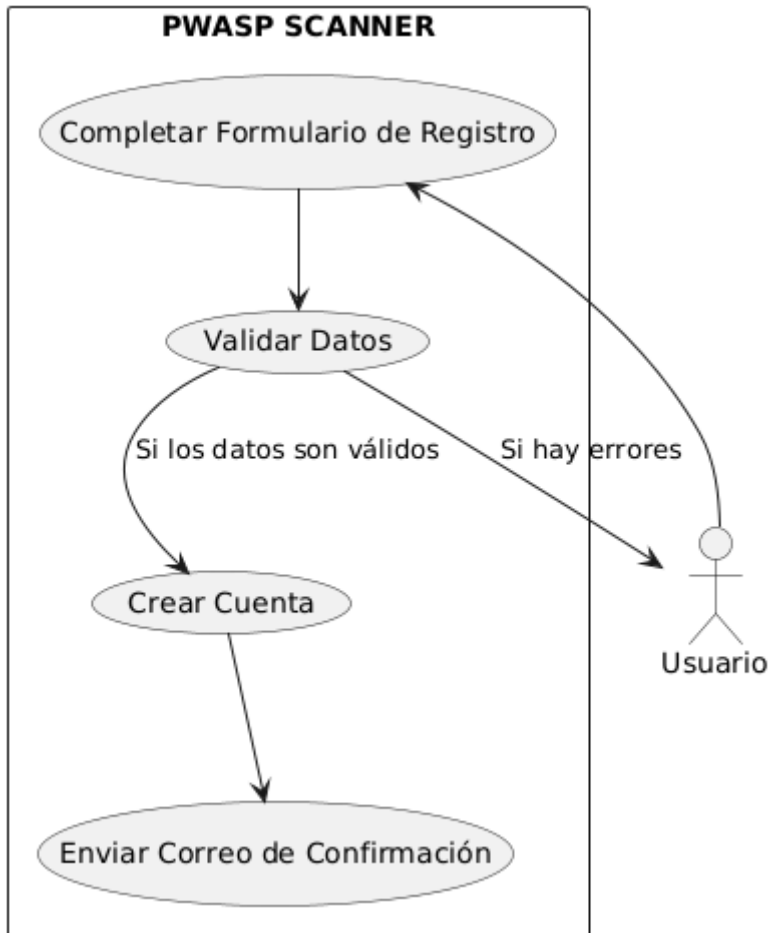 PWASP SCANNER
Completar Formulario de Registro
Validar Datos
Si los datos son válidos
Si hay errores
Crear Cuenta
Usuario
Enviar Correo de Confirmación